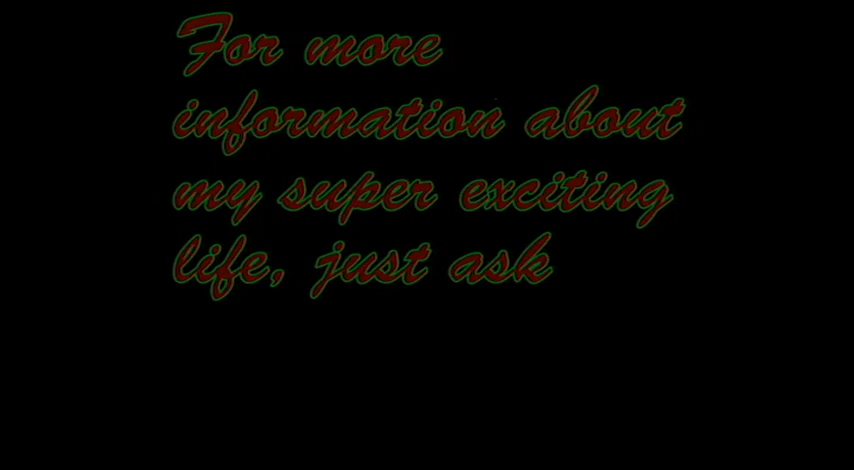 For more
information about
my super exciting
life, just ask